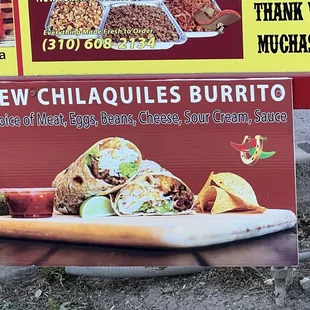 Everything Made Fresh to Order
(310) 608-2134
THANK
MUCHAS
EW CHILAQUILES BURRITO
oice of Meat, Eggs, Beans, Cheese, Sour Cream, Sauce